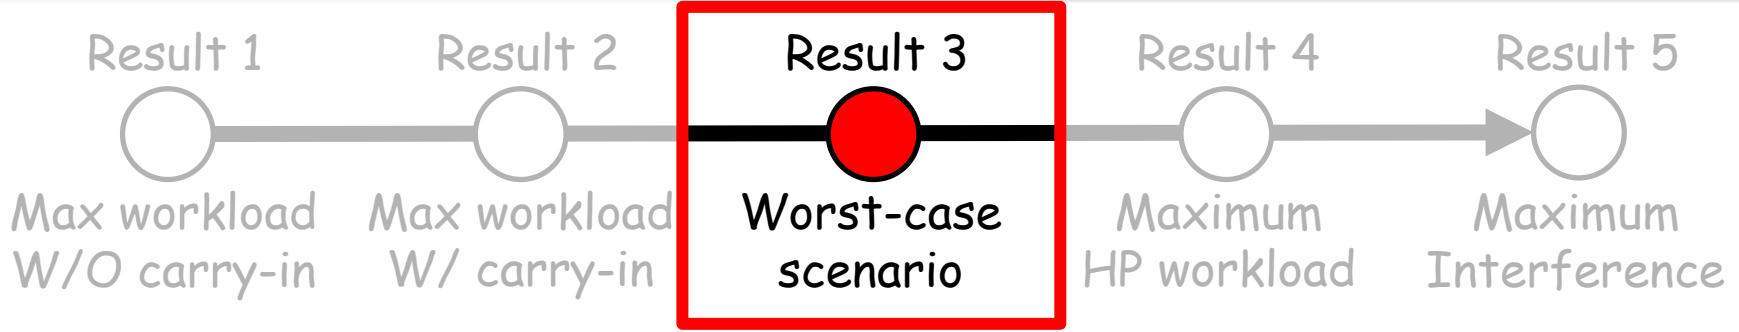 Result 1
Max workload
W/O carry-in
Result 2
Max workload
W/ carry-in
Result 3
Worst-case
scenario
Result 4
Maximum
HP workload
Result 5
Maximum
Interference